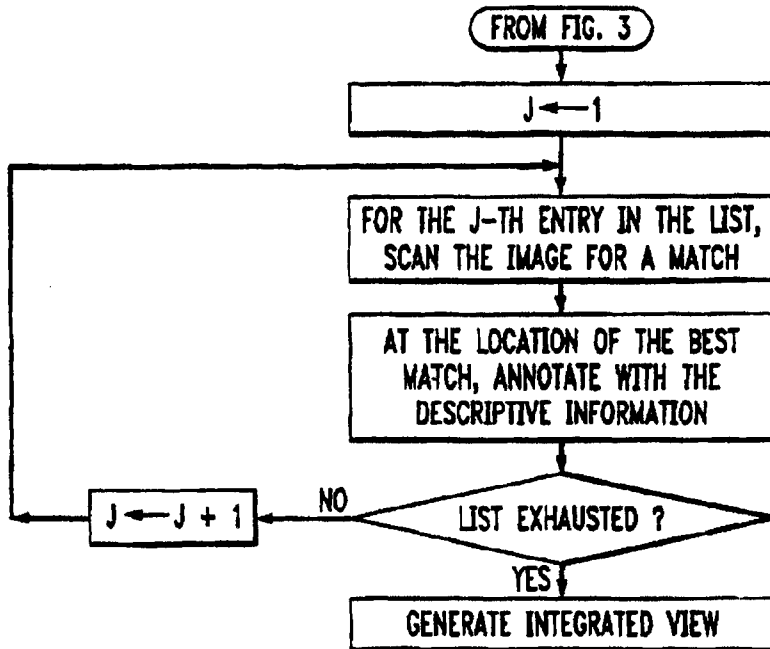 FROM FIG. 3
J ← 1
FOR THE J-TH ENTRY IN THE LIST,
SCAN THE IMAGE FOR A MATCH
AT THE LOCATION OF THE BEST
MATCH, ANNOTATE WITH THE
DESCRIPTIVE INFORMATION
LIST EXHAUSTED ?
NO
J ← J + 1
YES
GENERATE INTEGRATED VIEW